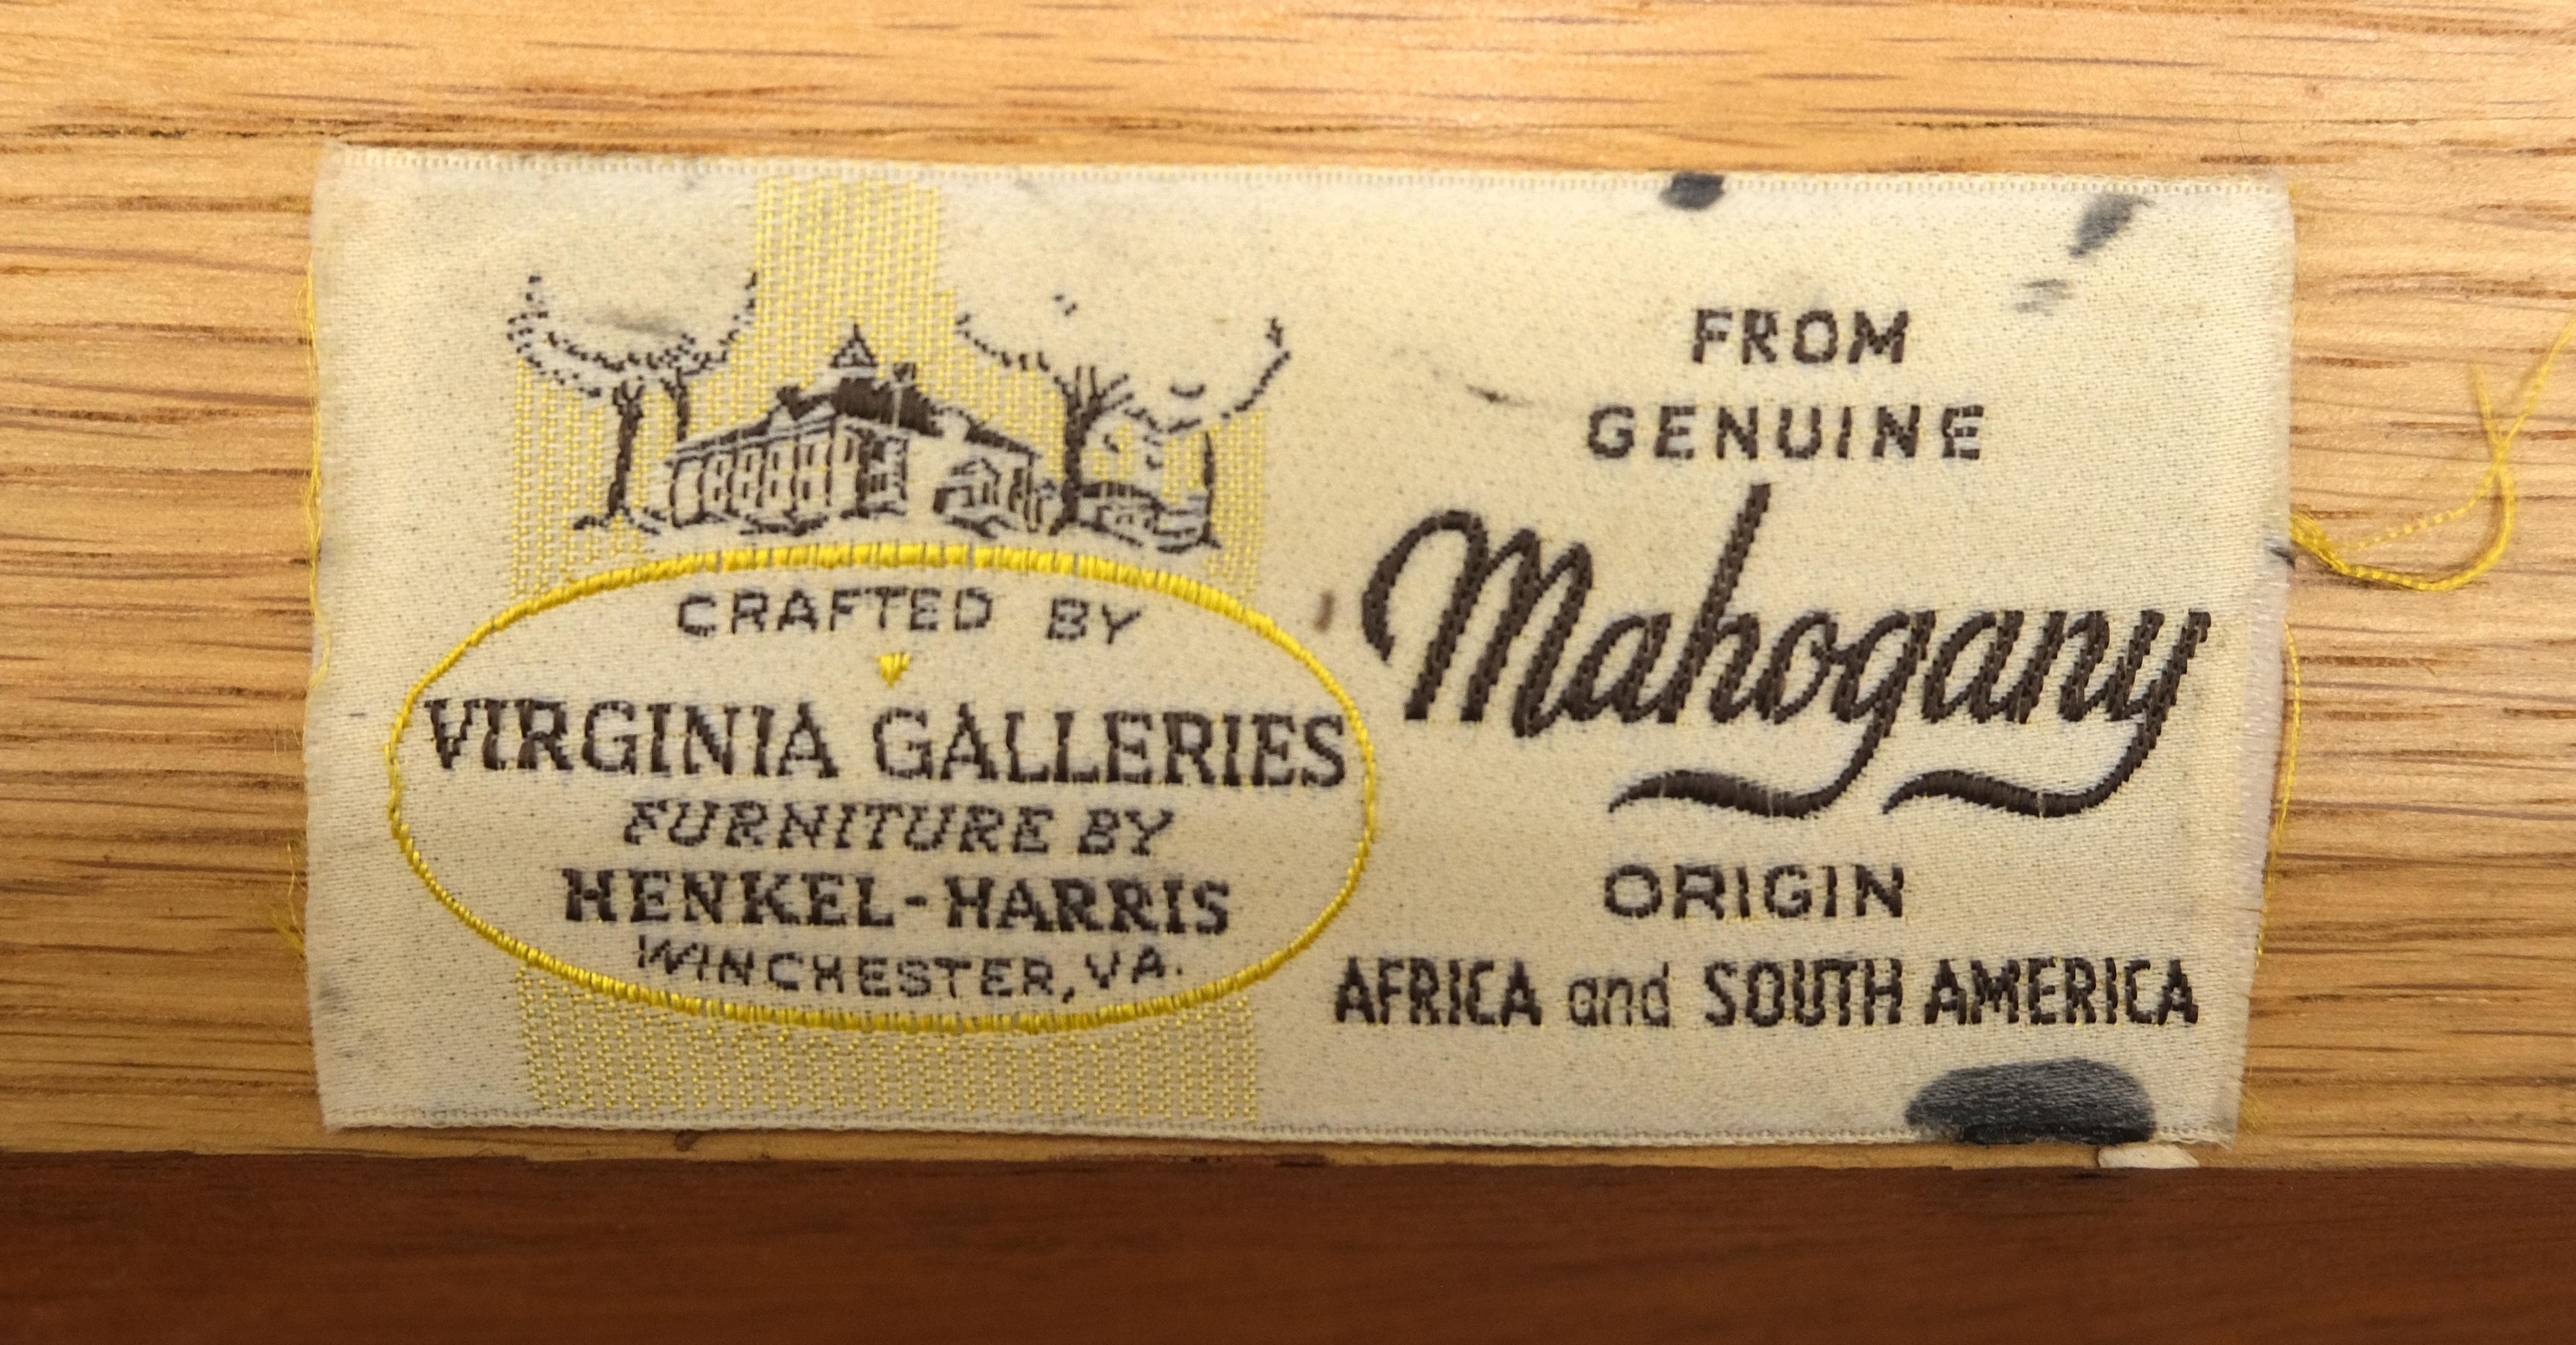 CRAFTED BY
VIRGINIA GALLERIES
FURNITURE BY
HENKEL-HARRIS
WINCHESTER, VA.
FROM
GENUINE
Mahogany
ORIGIN
AFRICA and SOUTH AMERICA